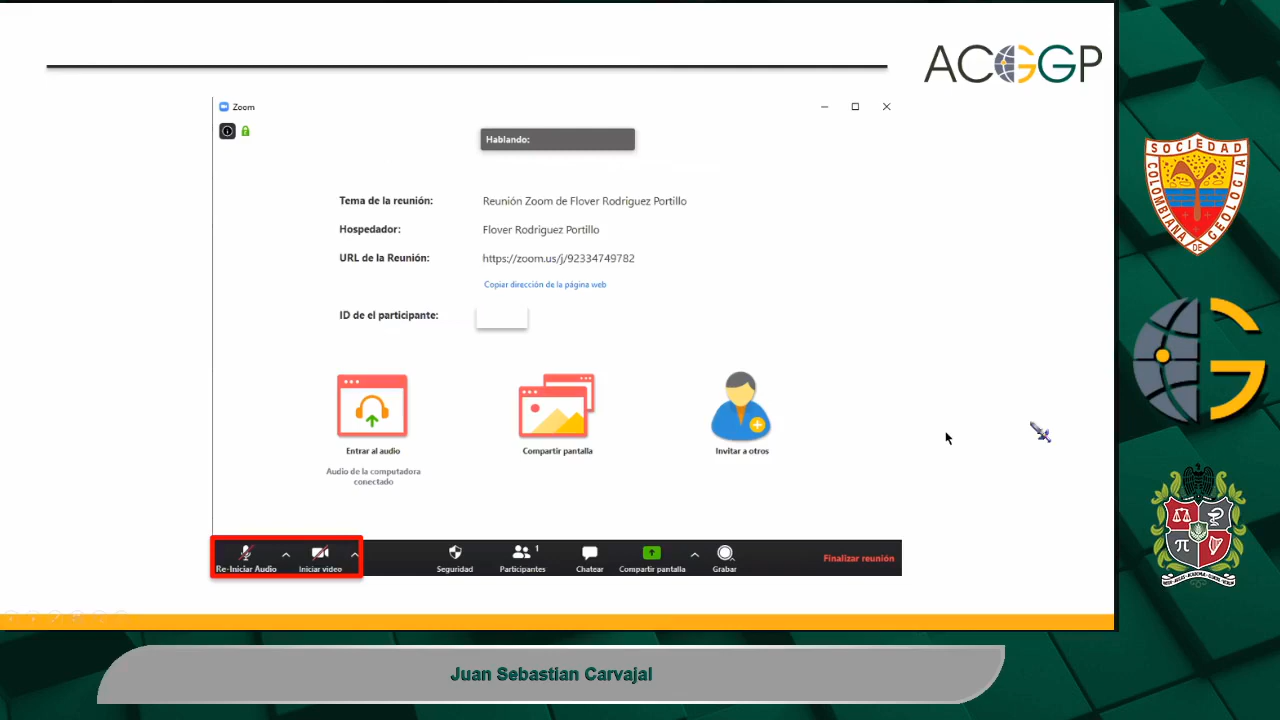 ACGGP
Zoom
Hablando:
Tema de la reunión: Reunión Zoom de Flover Rodriguez Portillo
Hospedador: Flover Rodriguez Portillo
URL de la Reunión: https://zoom.us/j/92334749782
Copiar dirección de la página web
ID de el participante:
Entrar al audio
Compartir pantalla
Invitar a otros
Audio de la computadora
conectado
Re-Iniciar Audio
Iniciar video
Seguridad
Participantes 1
Chatear
Compartir pantalla
Grabar
Finalizar reunión
SOCIEDAD
COLOMBIANA
DE
GEOLOGIA
G
Juan Sebastian Carvajal